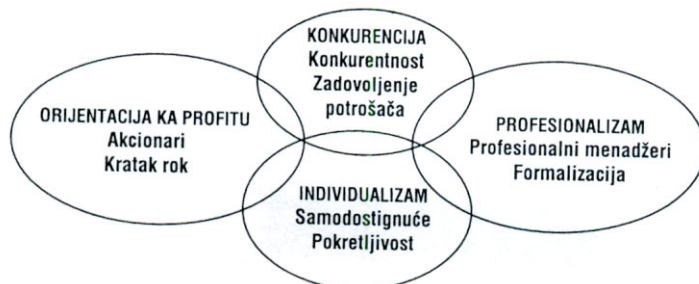 KONKURENCIJA
Konkurentnost
Zadovoljenje
potrošača
ORIJENTACIJA KA PROFITU
Akcionari
Kratak rok
PROFESIONALIZAM
Profesionalni menadžeri
Formalizacija
INDIVIDUALIZAM
Samodostignuće
Pokretljivost